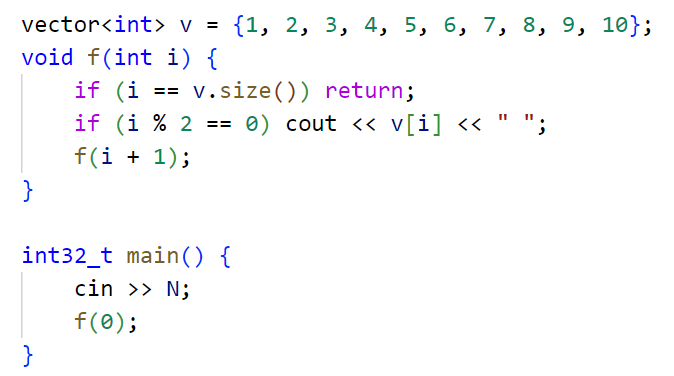 vector<int> v = {1, 2, 3, 4, 5, 6, 7, 8, 9, 10};
void f(int i) {
    if (i == v.size()) return;
    if (i % 2 == 0) cout << v[i] << " ";
    f(i + 1);
}

int32_t main() {
    cin >> N;
    f(0);
}